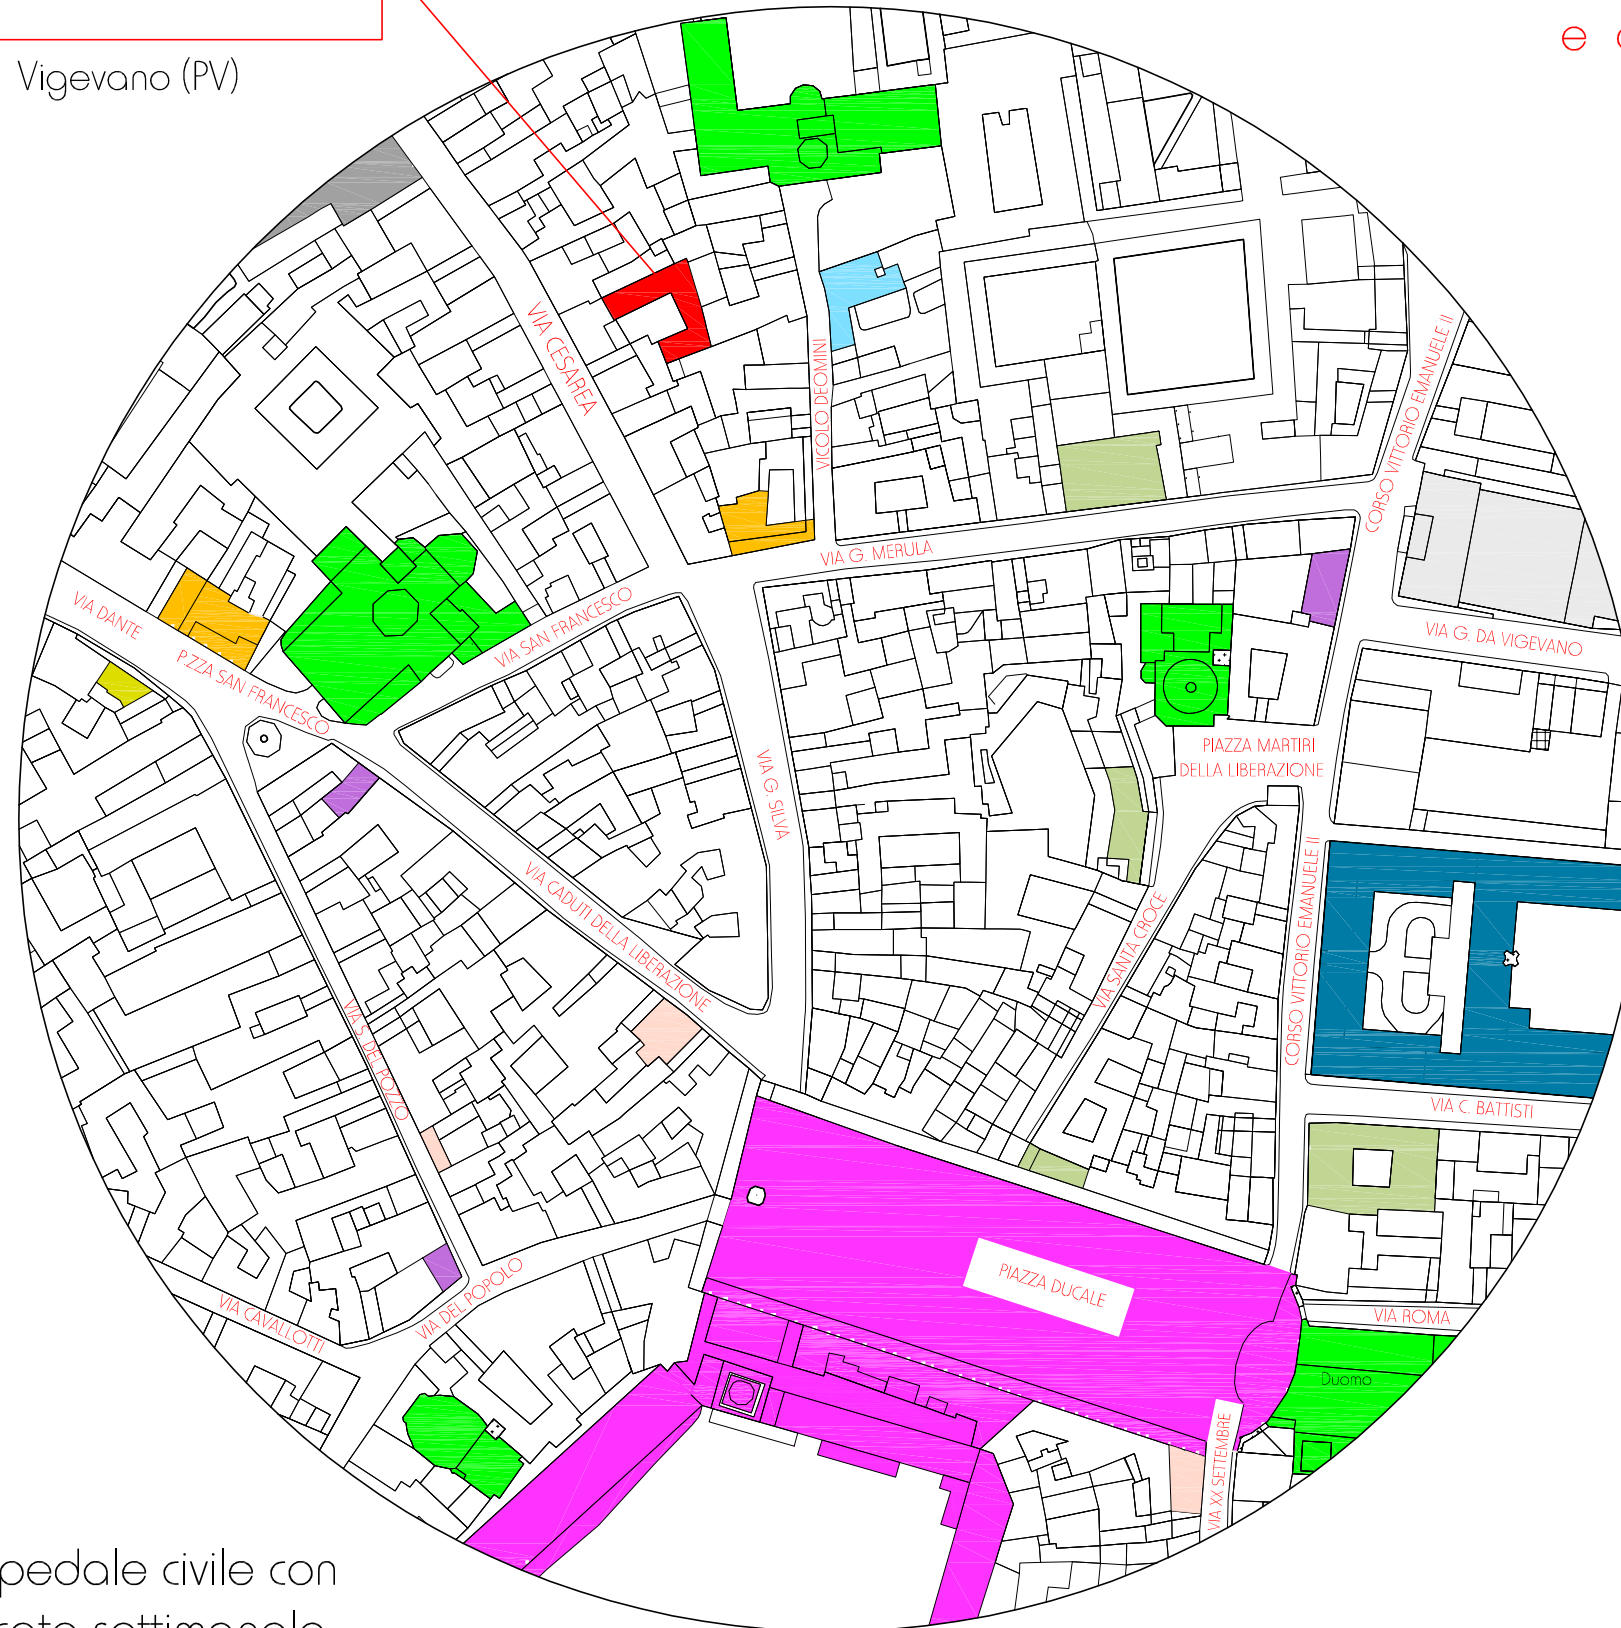 Vigevano (PV)
e
VIA CESAREA
VICOLO DEOMINI
CORSO VITTORIO EMANUELE II
VIA G. MERULA
VIA DANTE
P.ZZA SAN FRANCESCO
VIA SAN FRANCESCO
VIA G. DA VIGEVANO
PIAZZA MARTIRI
DELLA LIBERAZIONE
VIA G. SILVA
VIA CADUTI DELLA LIBERAZIONE
VIA SANTA CROCE
CORSO VITTORIO EMANUELE II
VIA S. DEL POZZO
VIA C. BATTISTI
PIAZZA DUCALE
VIA DEL POPOLO
VIA CAVALLOTTI
VIA ROMA
Duomo
VIA XX SETTEMBRE
pedale civile con